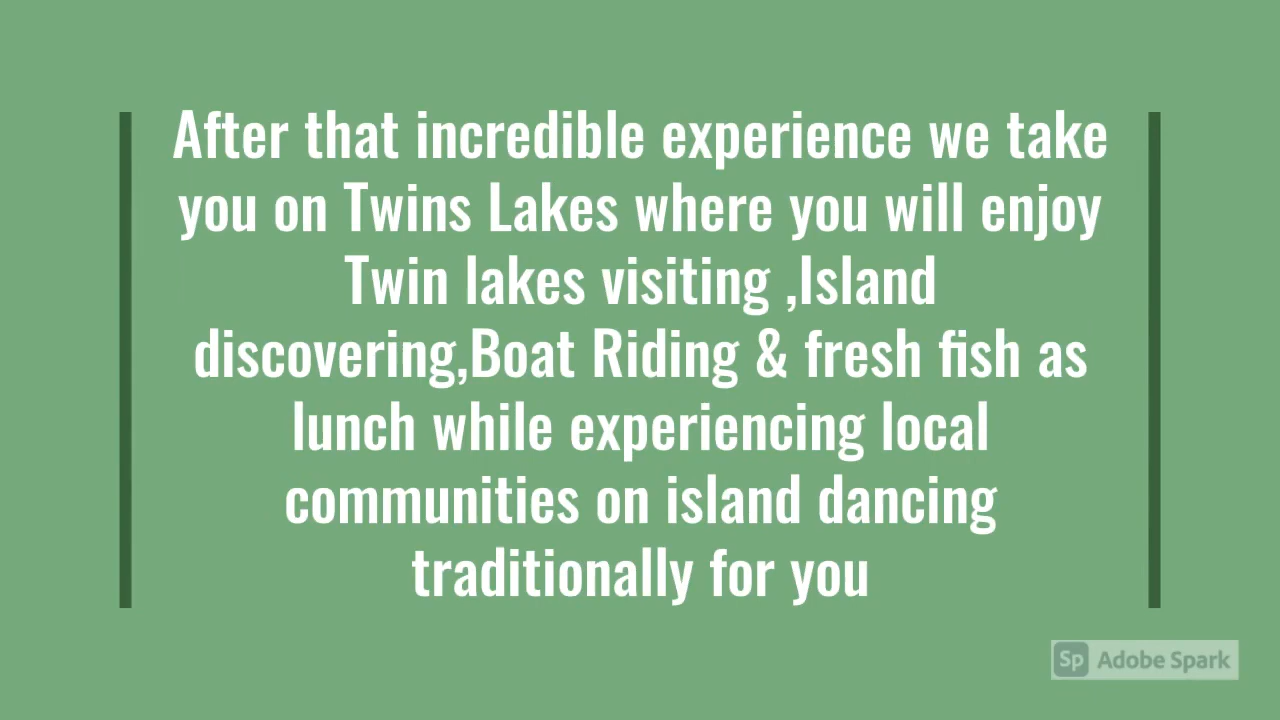 After that incredible experience we take
you on Twins Lakes where you will enjoy
Twin lakes visiting ,Island
discovering,Boat Riding & fresh fish as
lunch while experiencing local
communities on island dancing
traditionally for you
Sp Adobe Spark